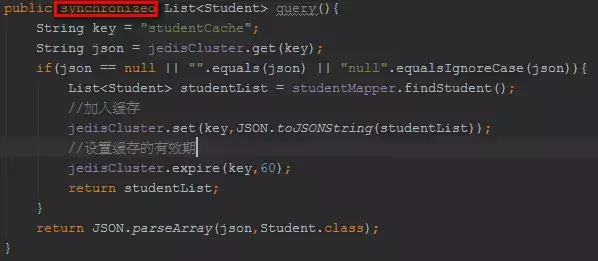 public synchronized List<Student> query(){
String key = "studentCache";
String json = jedisCluster.get(key);
if(json == null || "".equals(json) || "null".equalsIgnoreCase(json)){
List<Student> studentList = studentMapper.findStudent();
//加入缓存
jedisCluster.set(key,JSON.toJSONString(studentList));
//设置缓存的有效期
jedisCluster.expire(key,60);
return studentList;
}
return JSON.parseArray(json,Student.class);
}